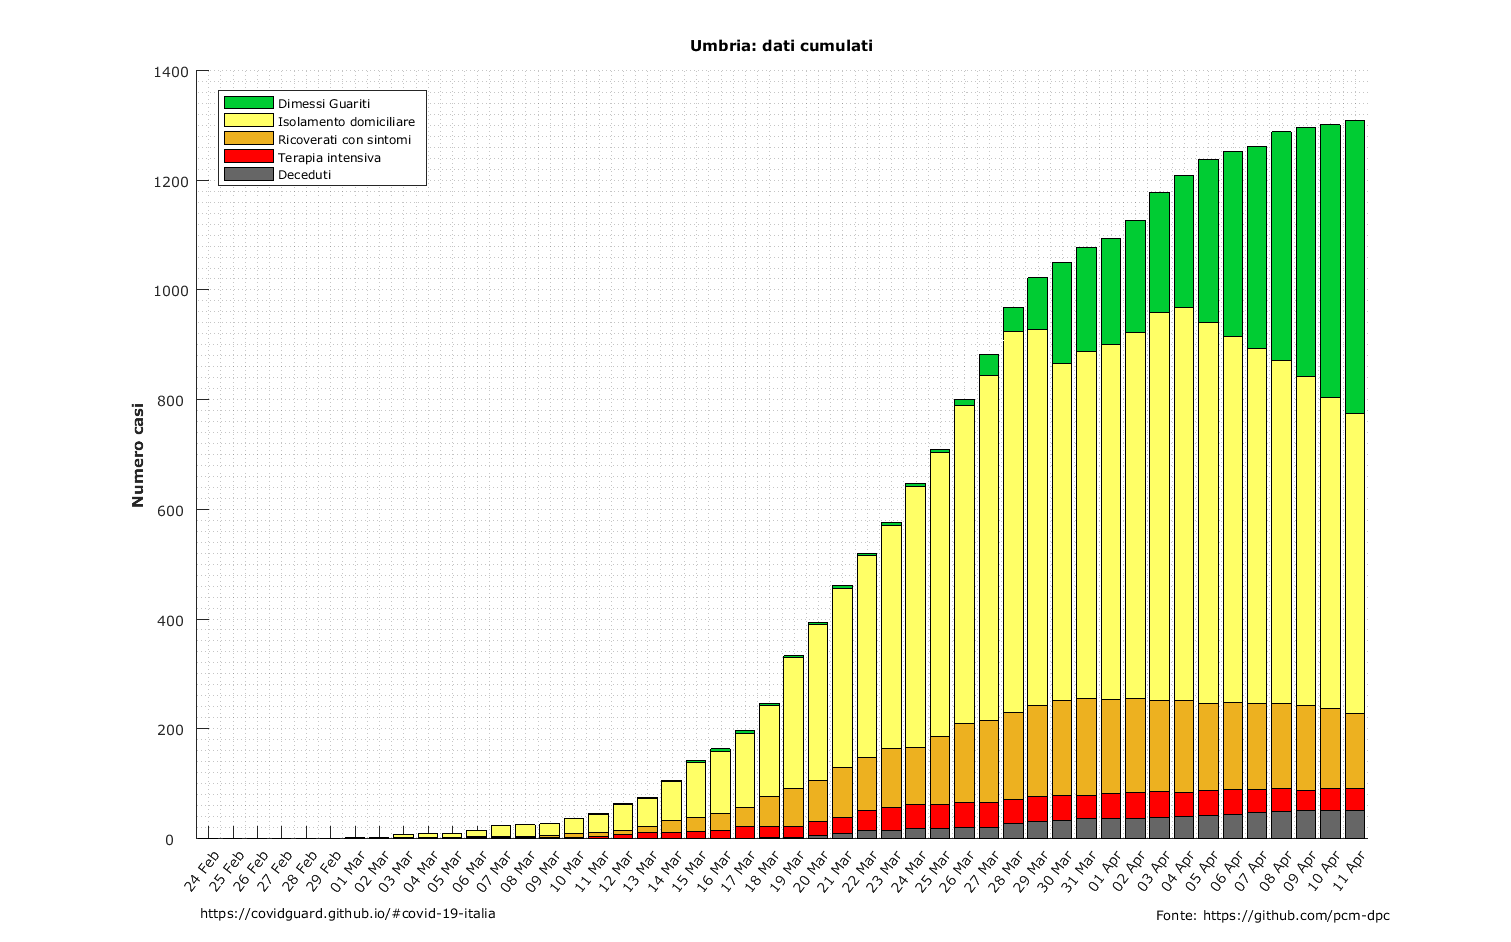 Umbria: dati cumulati
1400
1200
1000
800
600
400
200
0
Numero casi
Dimessi Guariti
Isolamento domiciliare
Ricoverati con sintomi
Terapia intensiva
Deceduti
24 Feb
25 Feb
26 Feb
27 Feb
28 Feb
29 Feb
01 Mar
02 Mar
03 Mar
04 Mar
05 Mar
06 Mar
07 Mar
08 Mar
09 Mar
10 Mar
11 Mar
12 Mar
13 Mar
14 Mar
15 Mar
16 Mar
17 Mar
18 Mar
19 Mar
20 Mar
21 Mar
22 Mar
23 Mar
24 Mar
25 Mar
26 Mar
27 Mar
28 Mar
29 Mar
30 Mar
31 Mar
01 Apr
02 Apr
03 Apr
04 Apr
05 Apr
06 Apr
07 Apr
08 Apr
09 Apr
10 Apr
11 Apr
https://covidguard.github.io/#covid-19-italia
Fonte: https://github.com/pcm-dpc